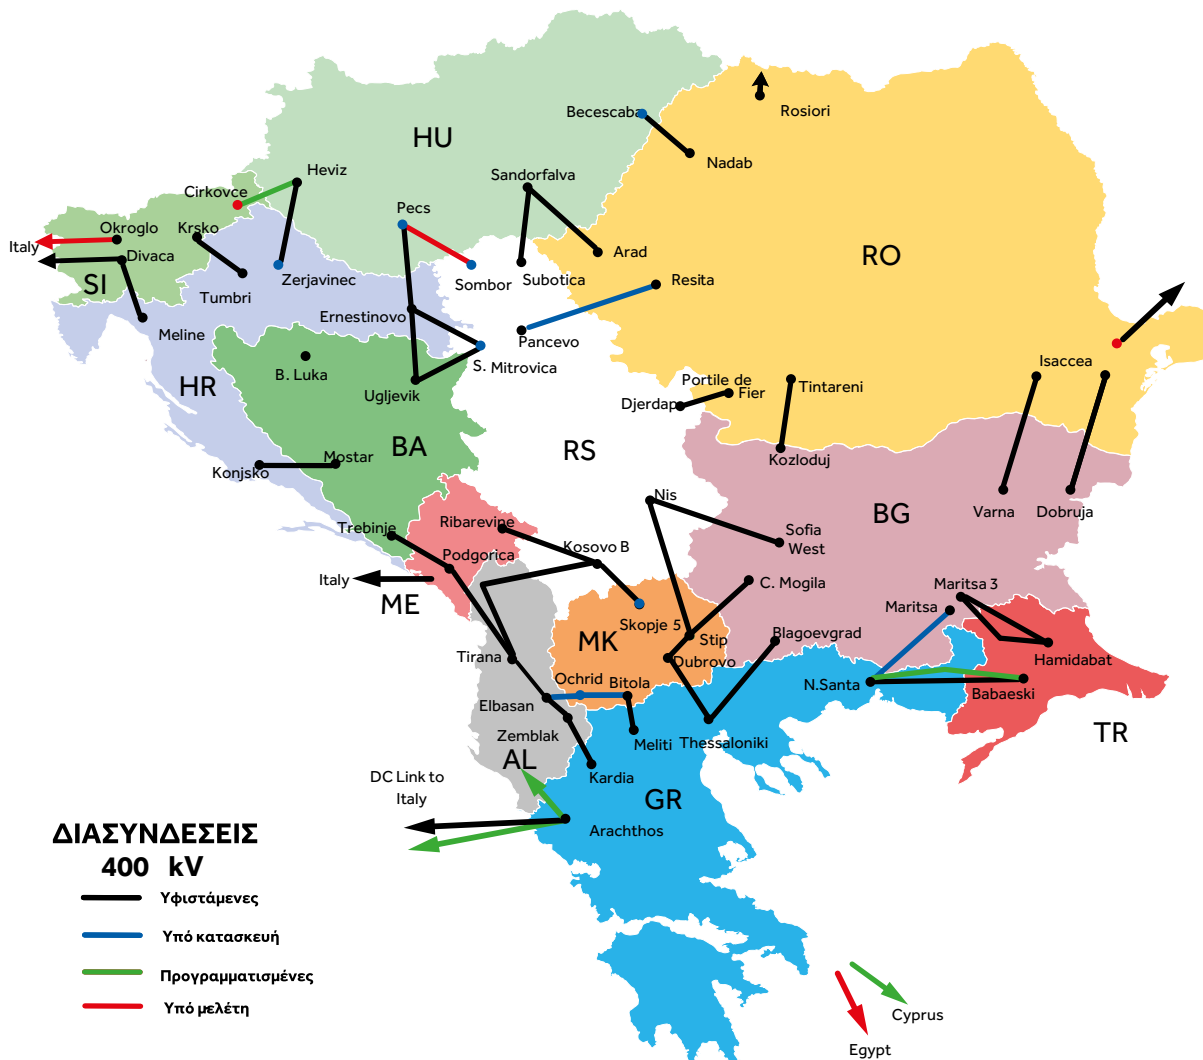 Becescaba
Rosiori
HU
Nadab
Heviz
Sandorfalva
Cirkovce
Pecs
Okroglo
Krsko
Italy
Divaca
Arad
RO
SI
Tumbri
Zerjavinec
Sombor
Subotica
Resita
Ernestinovo
Meline
Pancevo
Isaccea
B. Luka
S. Mitrovica
HR
Ugljevik
Portile de
Fier
Tintareni
Djerdap
BA
RS
Kozloduj
Mostar
Konjsko
Nis
BG
Varna
Dobruja
Trebinje
Ribarevine
Sofia
West
Podgorica
Kosovo B
Italy
C. Mogila
Maritsa 3
ME
Maritsa
Skopje 5
MK
Stip
Blagoevgrad
Tirana
Dubrovo
Hamidabat
Ochrid
Bitola
N.Santa
Babaeski
Elbasan
Zemblak
Meliti
Thessaloniki
TR
AL
Kardia
DC Link to
Italy
GR
Arachthos
ΔΙΑΣΥΝΔΕΣΕΙΣ
400 kV
Υφιστάμενες
Υπό κατασκευή
Προγραμματισμένες
Υπό μελέτη
Cyprus
Egypt